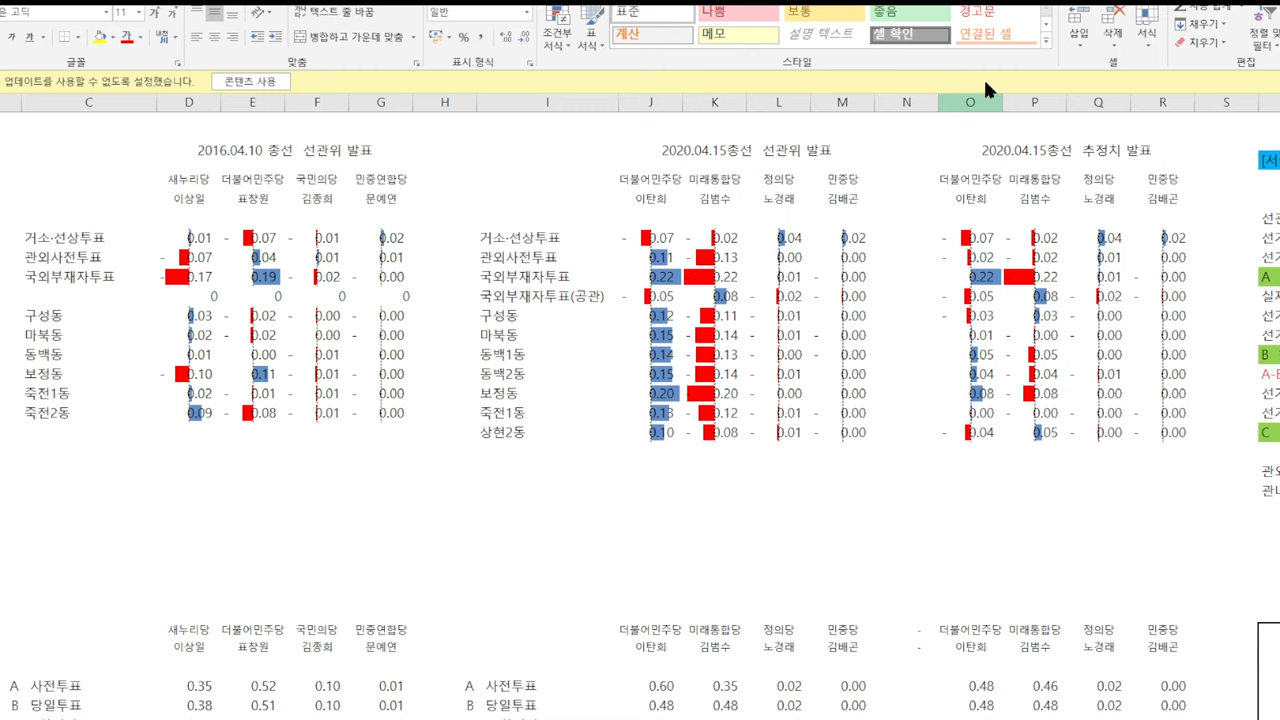 은 고딕 11 가 가 텍스트 줄 바꿈 일반 조건부 서식 표 서식 표준 나쁨 보통 좋음 경고문 삽입 삭제 서식 채우기 정렬 및 필터
가 가 병합하고 가운데 맞춤 % 계산 메모 설명 텍스트 셀 확인 연결된 셀 지우기
글꼴 맞춤 표시 형식 스타일 셀 편집
업데이트를 사용할 수 없도록 설정했습니다. 콘텐츠 사용
C D E F G H I J K L M N O P Q R S
2016.04.10 총선 선관위 발표 2020.04.15총선 선관위 발표 2020.04.15총선 추정치 발표
새누리당 더불어민주당 국민의당 민중연합당 더불어민주당 미래통합당 정의당 민중당 더불어민주당 미래통합당 정의당 민중당
이상일 표창원 김종희 문예연 이탄희 김범수 노경래 김배곤 이탄희 김범수 노경래 김배곤
거소·선상투표 0.01 - 0.07 - 0.01 0.02 거소·선상투표 - 0.07 - 0.02 0.04 - 0.02 - 0.07 - 0.02 0.04 - 0.02
관외사전투표 - 0.07 0.04 0.01 0.01 관외사전투표 0.11 - 0.13 0.01 0.00 - 0.02 - 0.02 0.01 0.00
국외부재자투표 - 0.17 0.19 - 0.02 - 0.00 국외부재자투표 0.22 - 0.22 0.01 - 0.00 0.22 - 0.22 0.01 - 0.00
0 0 0 0 국외부재자투표(공관) - 0.05 0.08 - 0.02 - 0.00 - 0.05 0.08 - 0.02 - 0.00
구성동 0.03 - 0.02 - 0.00 - 0.00 구성동 0.12 - 0.11 - 0.01 0.00 - 0.03 0.03 - 0.00 0.00
마북동 0.02 - 0.02 0.00 - 0.00 마북동 0.15 - 0.14 - 0.01 - 0.00 0.01 - 0.00 - 0.00 - 0.00
동백동 0.01 0.00 - 0.01 - 0.00 동백1동 0.14 - 0.13 - 0.00 - 0.00 0.05 - 0.05 - 0.00 - 0.00
보정동 - 0.10 0.11 - 0.01 - 0.00 동백2동 0.15 - 0.14 - 0.01 0.00 0.04 - 0.04 - 0.01 0.00
죽전1동 0.02 - 0.01 - 0.01 - 0.00 보정동 0.20 - 0.20 - 0.00 0.00 0.08 - 0.08 - 0.00 0.00
죽전2동 0.09 - 0.08 - 0.01 - 0.00 죽전1동 0.13 - 0.12 - 0.01 - 0.00 0.00 - 0.00 - 0.00 - 0.00
상현2동 0.10 - 0.08 - 0.01 - 0.00 - 0.04 0.05 - 0.00 - 0.00
A
B
C
새누리당 더불어민주당 국민의당 민중연합당 더불어민주당 미래통합당 정의당 민중당 - 더불어민주당 미래통합당 정의당 민중당
이상일 표창원 김종희 문예연 이탄희 김범수 노경래 김배곤 - 이탄희 김범수 노경래 김배곤
A 사전투표 0.35 0.52 0.10 0.01 A 사전투표 0.60 0.35 0.02 0.00 0.48 0.46 0.02 0.00
B 당일투표 0.38 0.51 0.10 0.01 B 당일투표 0.48 0.48 0.02 0.00 0.48 0.48 0.02 0.00